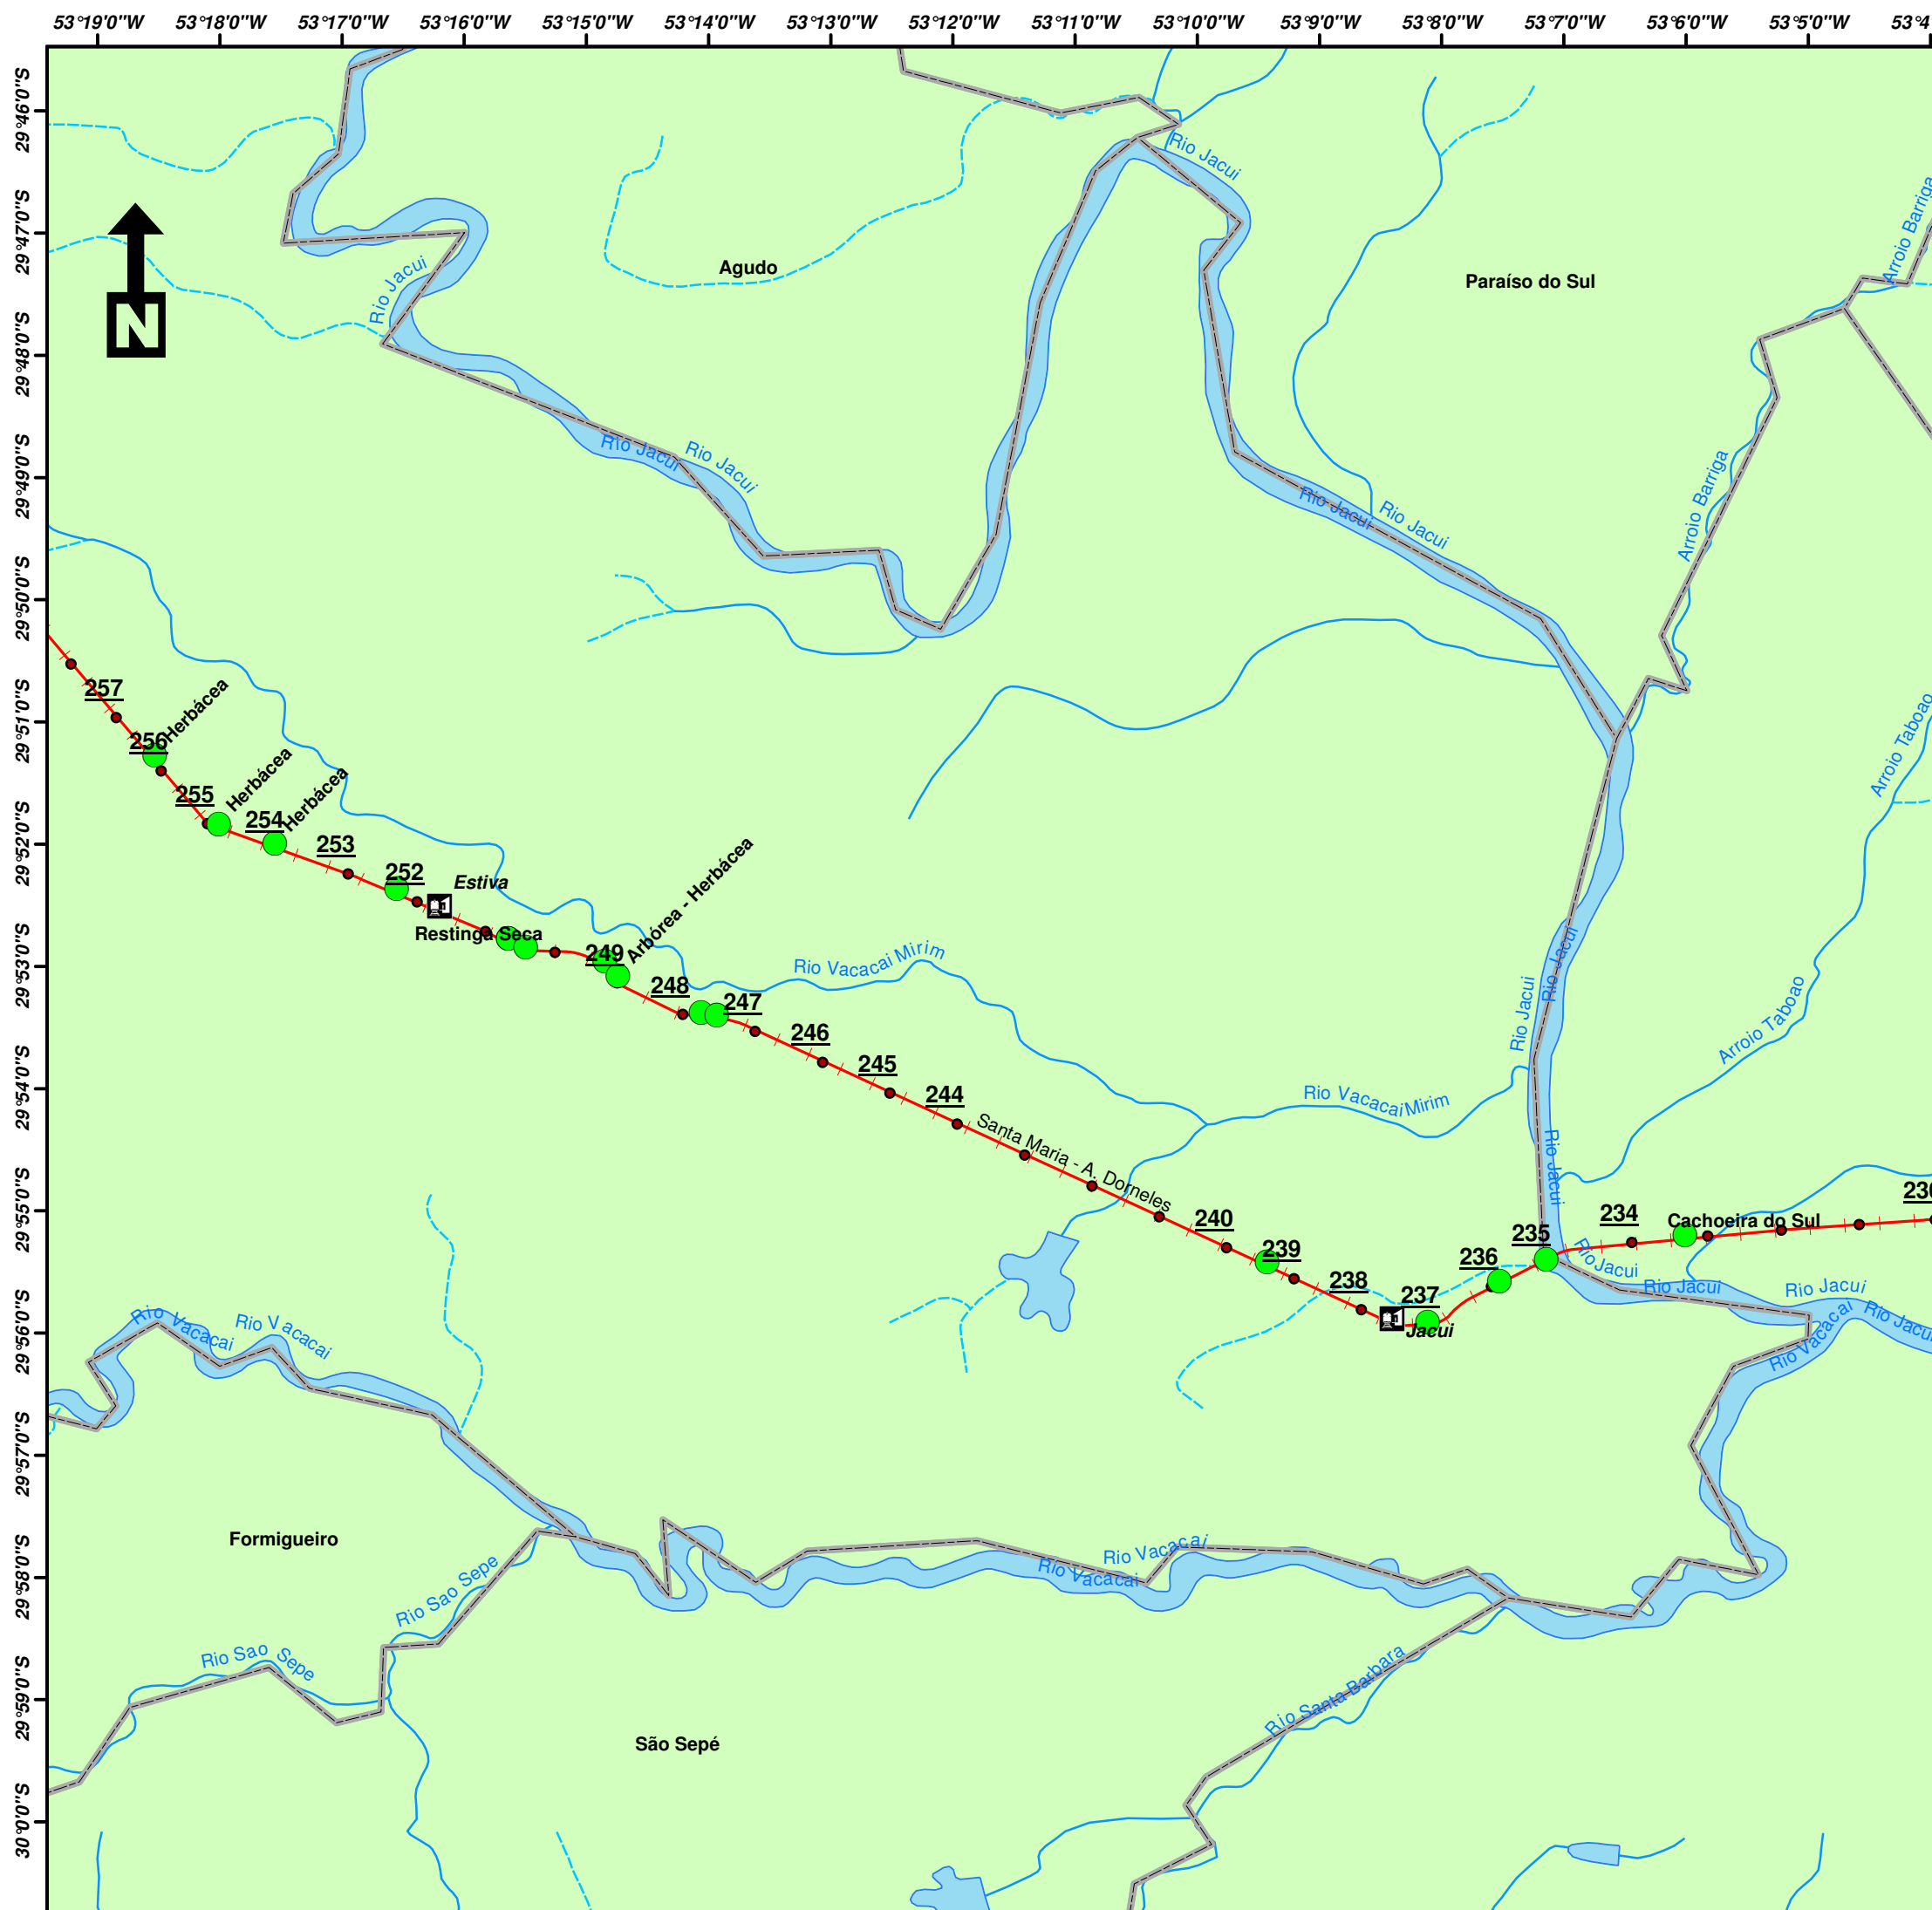 53°19'0"W 53°18'0"W 53°17'0"W 53°16'0"W 53°15'0"W 53°14'0"W 53°13'0"W 53°12'0"W 53°11'0"W 53°10'0"W 53°9'0"W 53°8'0"W 53°7'0"W 53°6'0"W 53°5'0"W 53°4
29°46'0"S
29°47'0"S
29°48'0"S
29°49'0"S
29°50'0"S
29°51'0"S
29°52'0"S
29°53'0"S
29°54'0"S
29°55'0"S
29°56'0"S
29°57'0"S
29°58'0"S
29°59'0"S
30°0'0"S
N
Rio Jacui
Arroio Barriga
Agudo
Paraíso do Sul
Rio Jacui
Rio Jacui
Rio Jacui
Arroio Barriga
Rio Jacui
Rio Jacui
257
Herbácea
256
Arroio Taboao
Herbácea
255
Herbácea
254
253
252
Estiva
Arbórea - Herbácea
Restinga Seca
249
Rio Vacacai Mirim
248
247
246
245
244
Rio Jacui
Rio Jacui
Arroio Taboao
Rio Vacacai Mirim
Santa Maria - A. Dorneles
Rio Jacui
240
239
238
237
Jacui
236
235
234
Cachoeira do Sul
230
Rio Jacui
Rio Jacui
Rio Jacui
Rio Jacui
Rio Vacacai
Rio Vacacai
Rio Vacacai
Formigueiro
Rio Vacacai
Rio Vacacai
Rio Sao Sepe
Rio Sao Sepe
Rio Santa Barbara
São Sepé